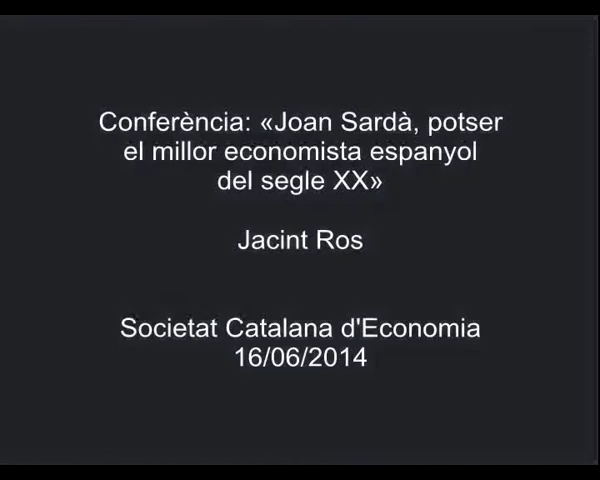 Conferència: «Joan Sardà, potser
el millor economista espanyol
del segle XX»
Jacint Ros
Societat Catalana d'Economia
16/06/2014